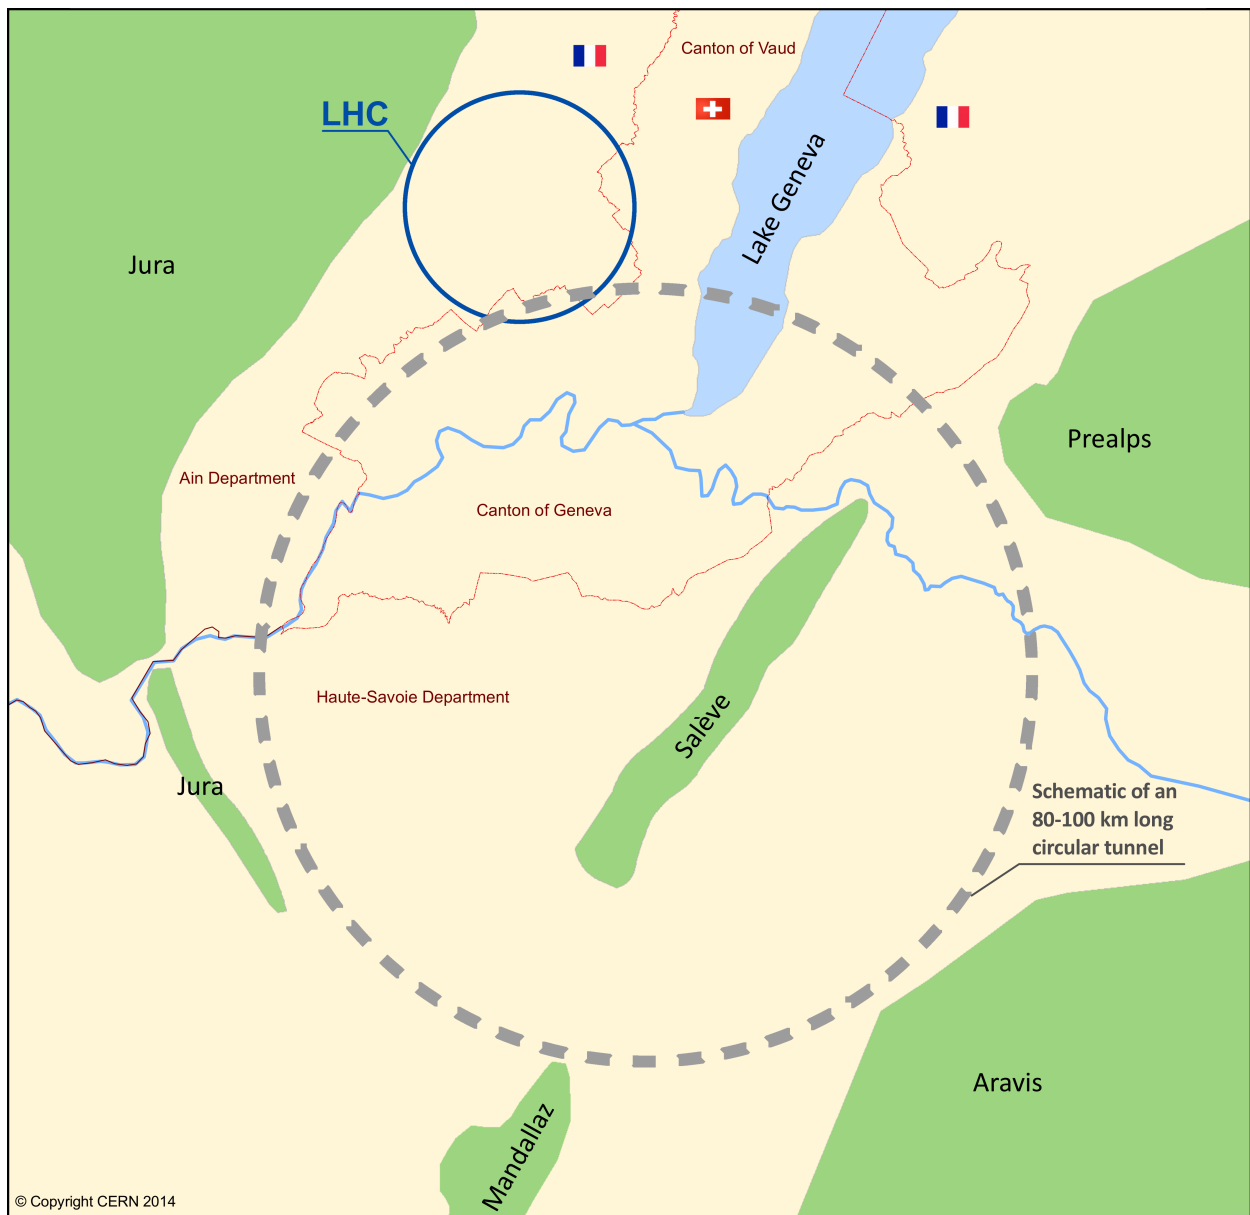 Canton of Vaud
LHC
Lake Geneva
Jura
Prealps
Ain Department
Canton of Geneva
Haute-Savoie Department
Salève
Jura
Schematic of an
80-100 km long
circular tunnel
Aravis
Mandallaz
© Copyright CERN 2014